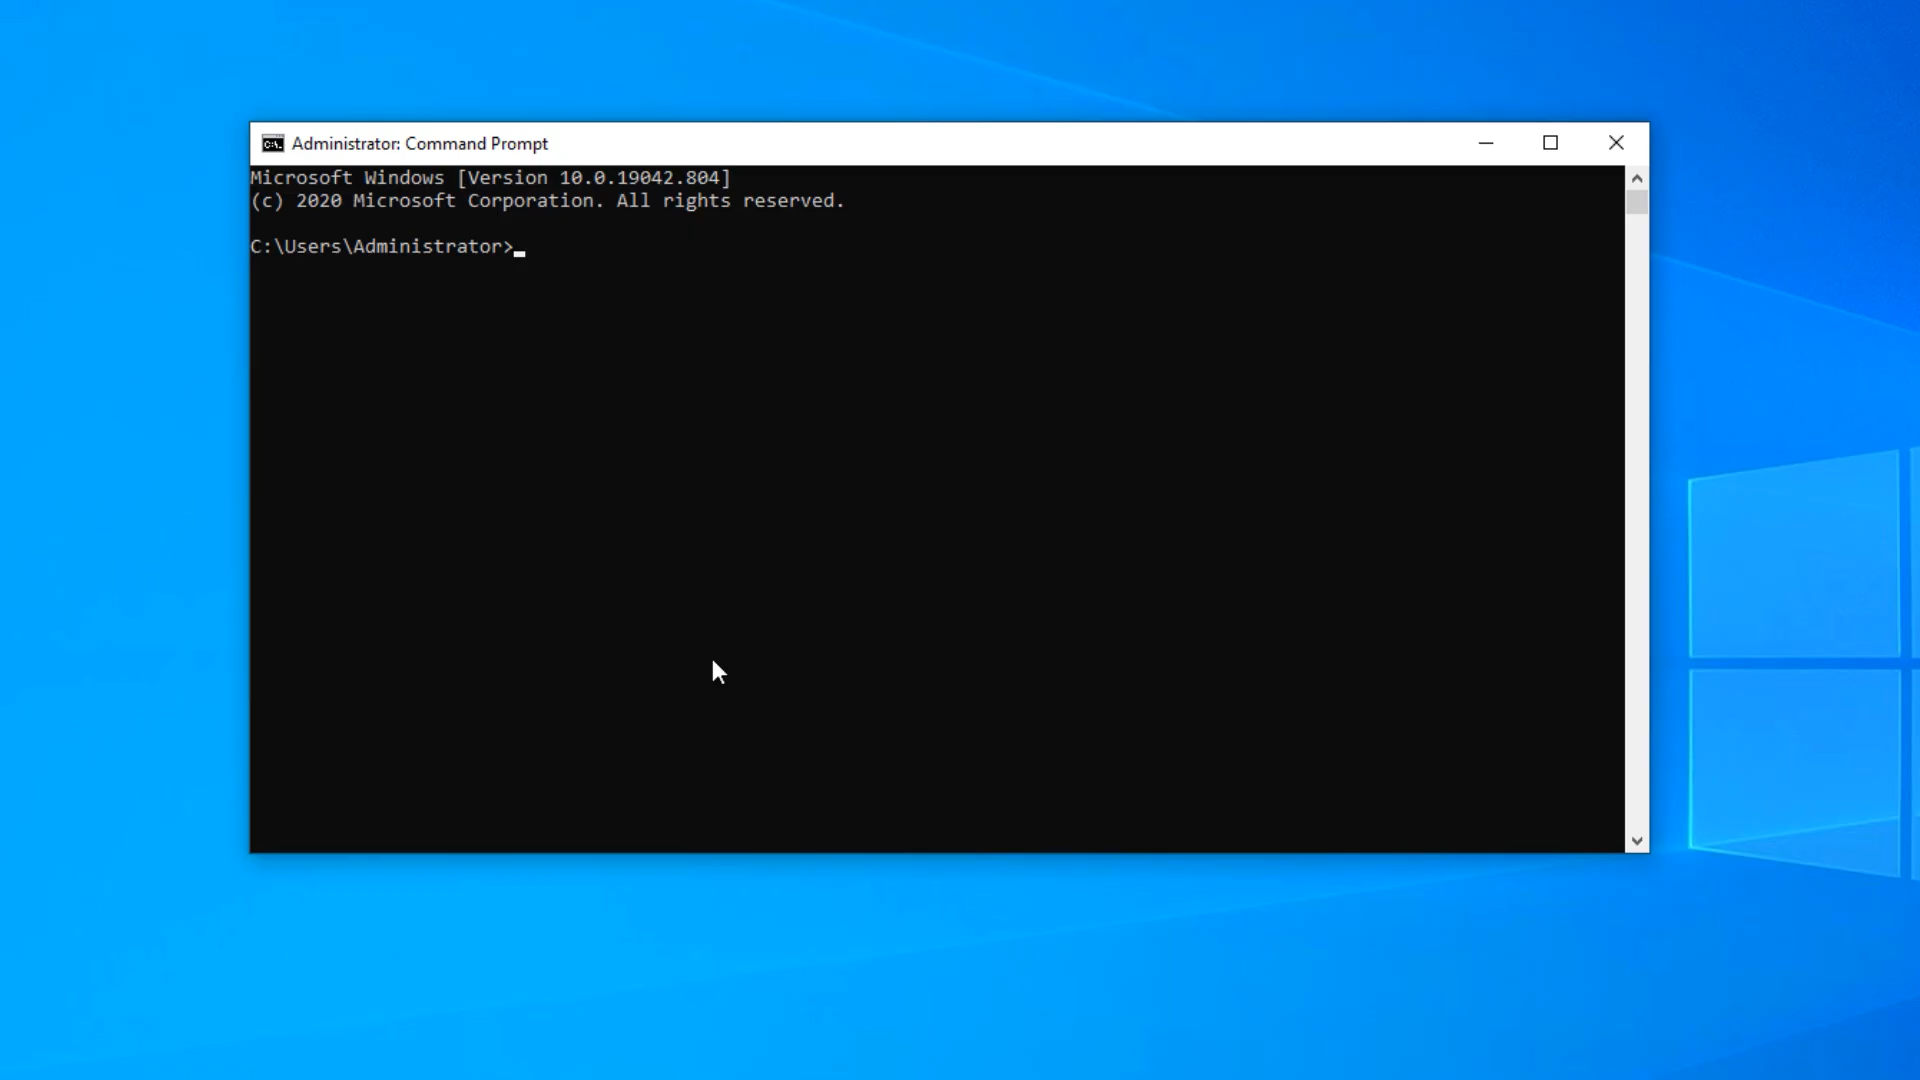 Administrator: Command Prompt
Microsoft Windows [Version 10.0.19042.804]
(c) 2020 Microsoft Corporation. All rights reserved.
C:\Users\Administrator>